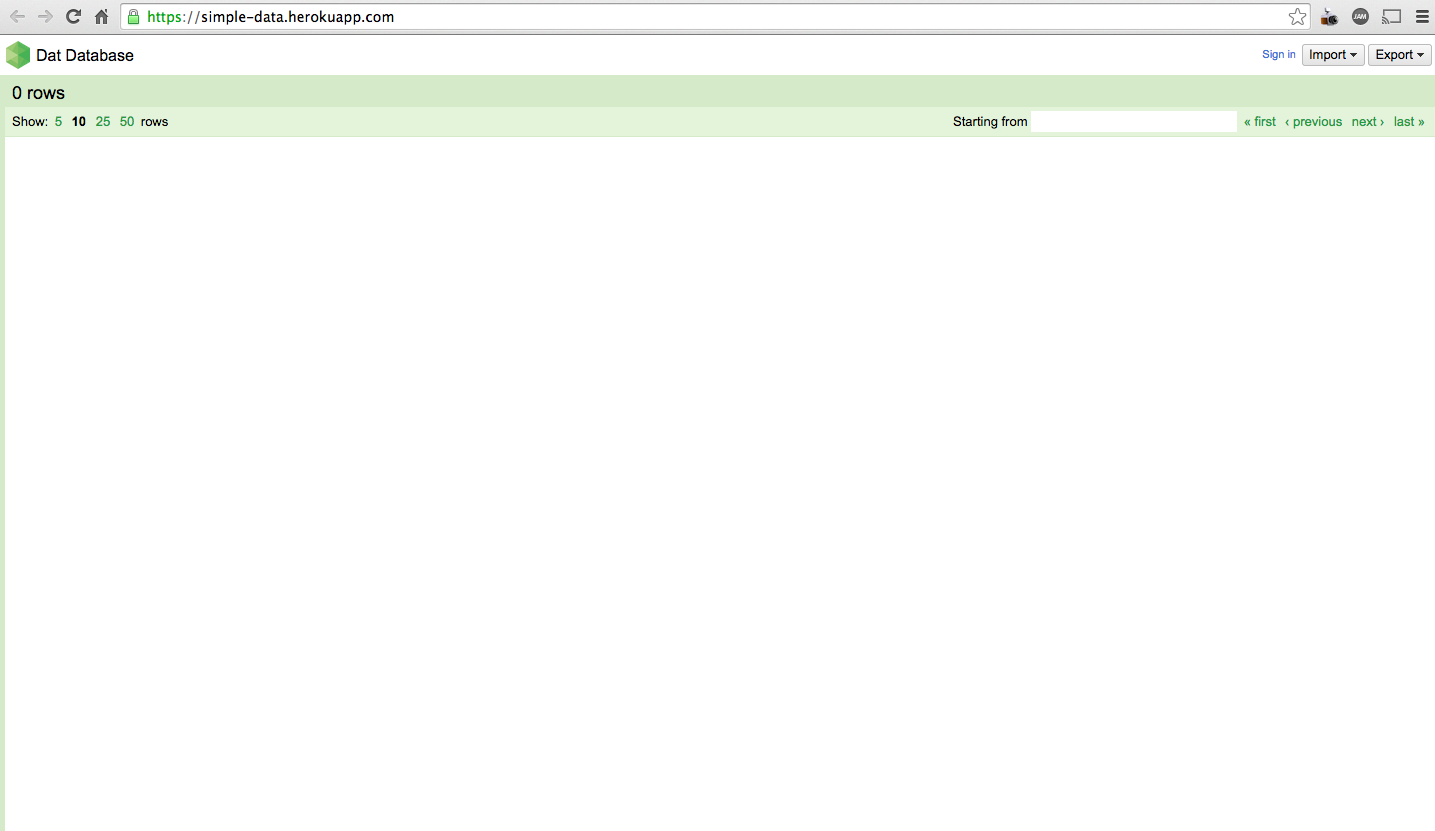 https://simple-data.herokuapp.com
JAM
Dat Database
Sign in Import Export
0 rows
Show: 5 10 25 50 rows Starting from « first ‹ previous next › last »